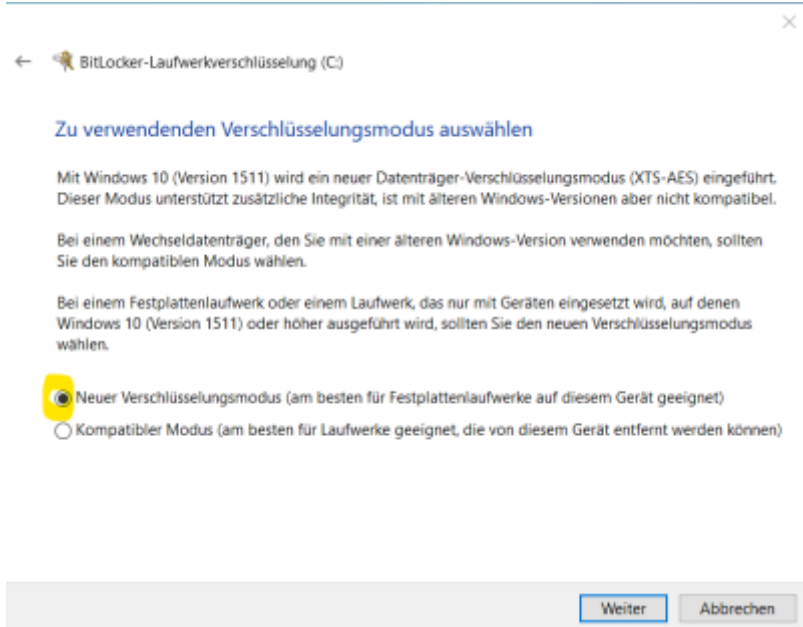 BitLocker-Laufwerkverschlüsselung (C:)
Zu verwendenden Verschlüsselungsmodus auswählen
Mit Windows 10 (Version 1511) wird ein neuer Datenträger-Verschlüsselungsmodus (XTS-AES) eingeführt.
Dieser Modus unterstützt zusätzliche Integrität, ist mit älteren Windows-Versionen aber nicht kompatibel.
Bei einem Wechseldatenträger, den Sie mit einer älteren Windows-Version verwenden möchten, sollten
Sie den kompatiblen Modus wählen.
Bei einem Festplattenlaufwerk oder einem Laufwerk, das nur mit Geräten eingesetzt wird, auf denen
Windows 10 (Version 1511) oder höher ausgeführt wird, sollten Sie den neuen Verschlüsselungsmodus
wählen.
Neuer Verschlüsselungsmodus (am besten für Festplattenlaufwerke auf diesem Gerät geeignet)
Kompatibler Modus (am besten für Laufwerke geeignet, die von diesem Gerät entfernt werden können)
Weiter Abbrechen